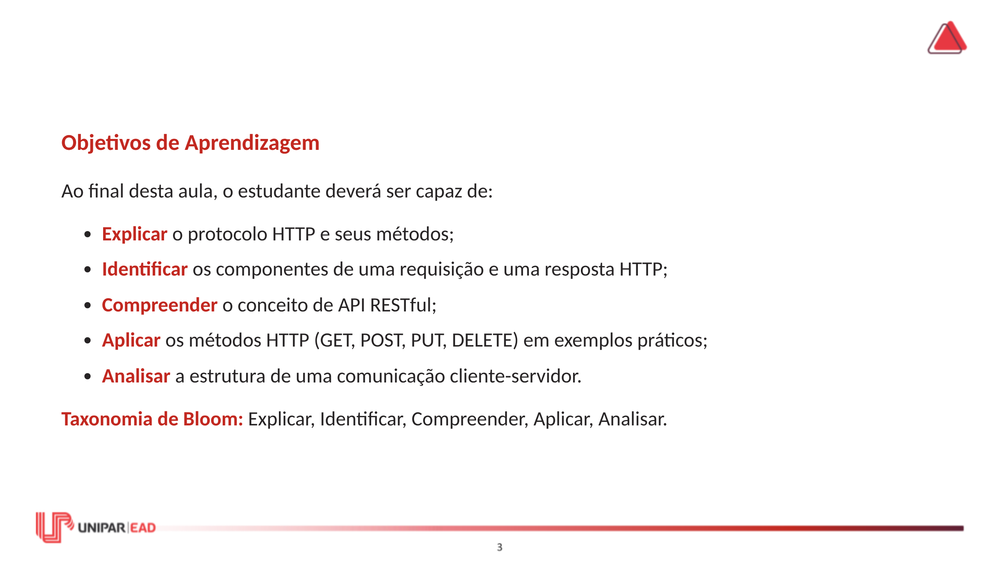 Objetivos de Aprendizagem
Ao final desta aula, o estudante deverá ser capaz de:
• Explicar o protocolo HTTP e seus métodos;
• Identificar os componentes de uma requisição e uma resposta HTTP;
• Compreender o conceito de API RESTful;
• Aplicar os métodos HTTP (GET, POST, PUT, DELETE) em exemplos práticos;
• Analisar a estrutura de uma comunicação cliente-servidor.
Taxonomia de Bloom: Explicar, Identificar, Compreender, Aplicar, Analisar.
UNIPAR|EAD
3